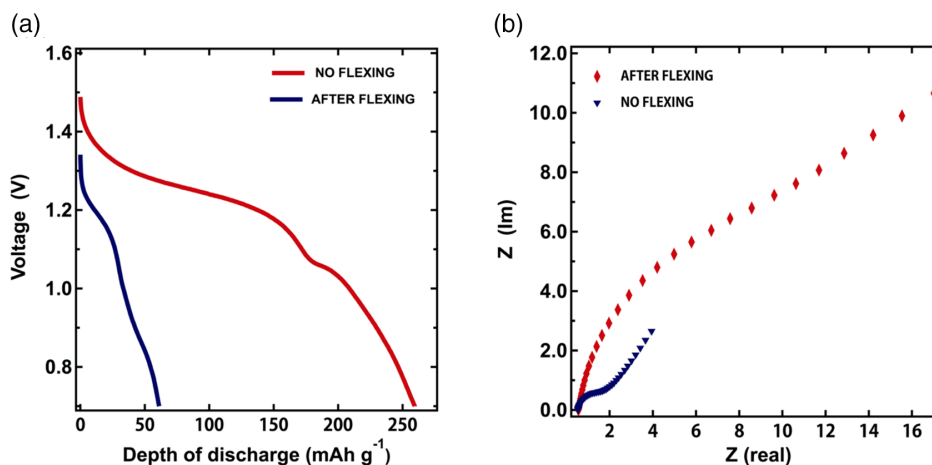 (a)
1.6
1.4
1.2
1.0
0.8
Voltage (V)
NO FLEXING
AFTER FLEXING
0 50 100 150 200 250
Depth of discharge (mAh g⁻¹)
(b)
12.0
10.0
8.0
6.0
4.0
2.0
0.0
Z (Im)
AFTER FLEXING
NO FLEXING
2 4 6 8 10 12 14 16
Z (real)